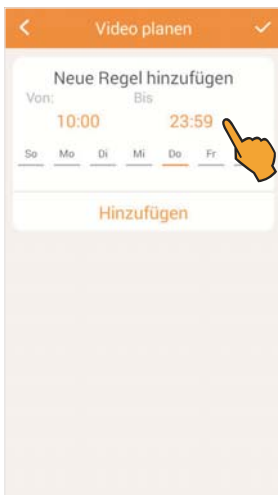 Video planen
Neue Regel hinzufügen
Von: Bis
10:00 23:59
So Mo Di Mi Do Fr
Hinzufügen